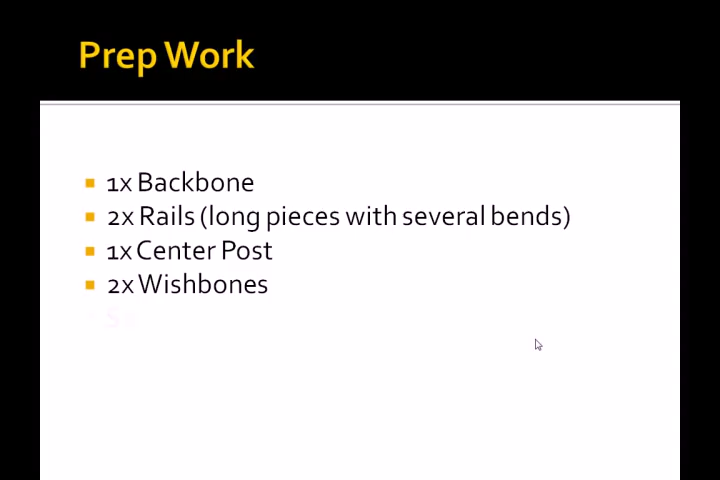 Prep Work
1x Backbone
2x Rails (long pieces with several bends)
1x Center Post
2x Wishbones